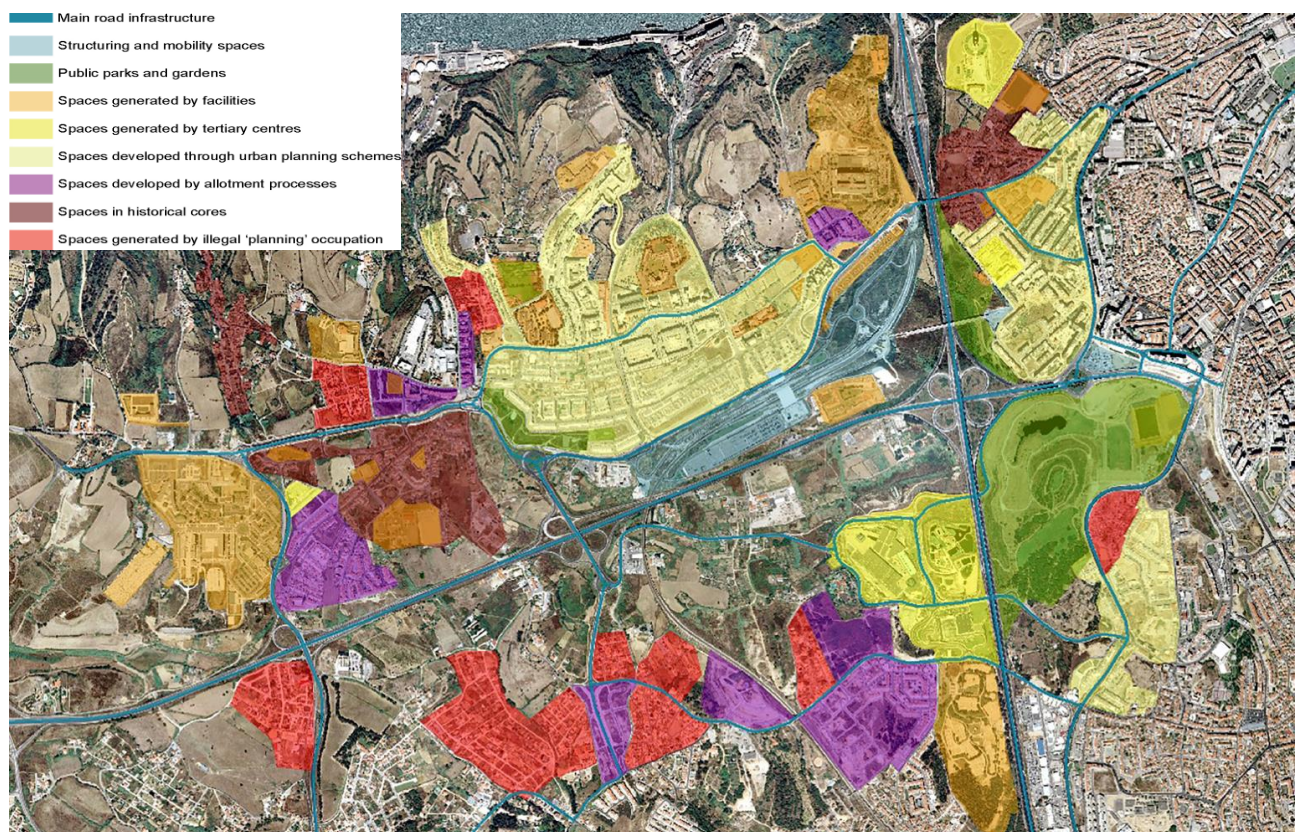 Main road infrastructure
Structuring and mobility spaces
Public parks and gardens
Spaces generated by facilities
Spaces generated by tertiary centres
Spaces developed through urban planning schemes
Spaces developed by allotment processes
Spaces in historical cores
Spaces generated by illegal ‘planning’ occupation